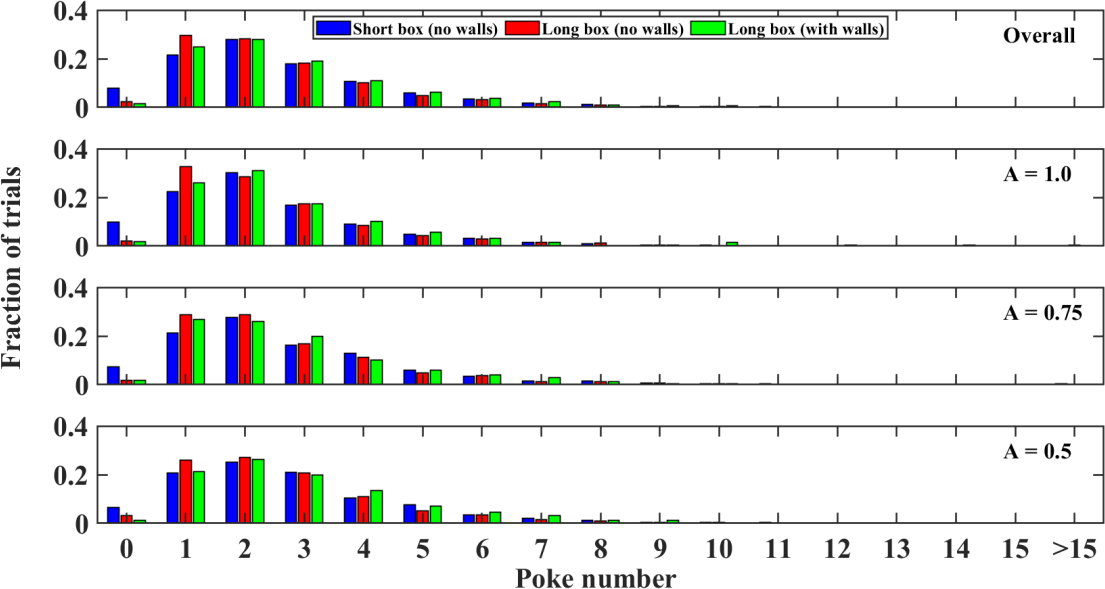 Fraction of trials
0.4
0.2
0
Short box (no walls) Long box (no walls) Long box (with walls)
Overall
0.4
0.2
0
A = 1.0
0.4
0.2
0
A = 0.75
0.4
0.2
0
A = 0.5
0 1 2 3 4 5 6 7 8 9 10 11 12 13 14 15 >15
Poke number